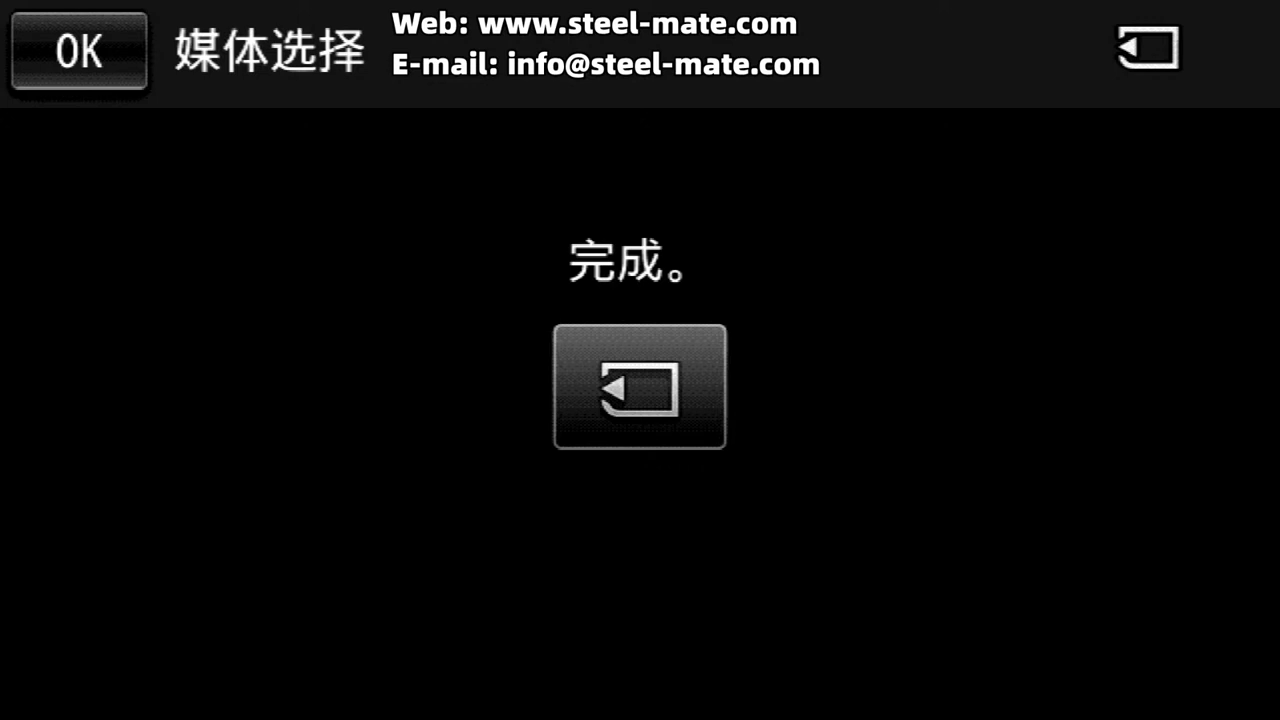 OK
媒体选择
Web: www.steel-mate.com
E-mail: info@steel-mate.com
完成。